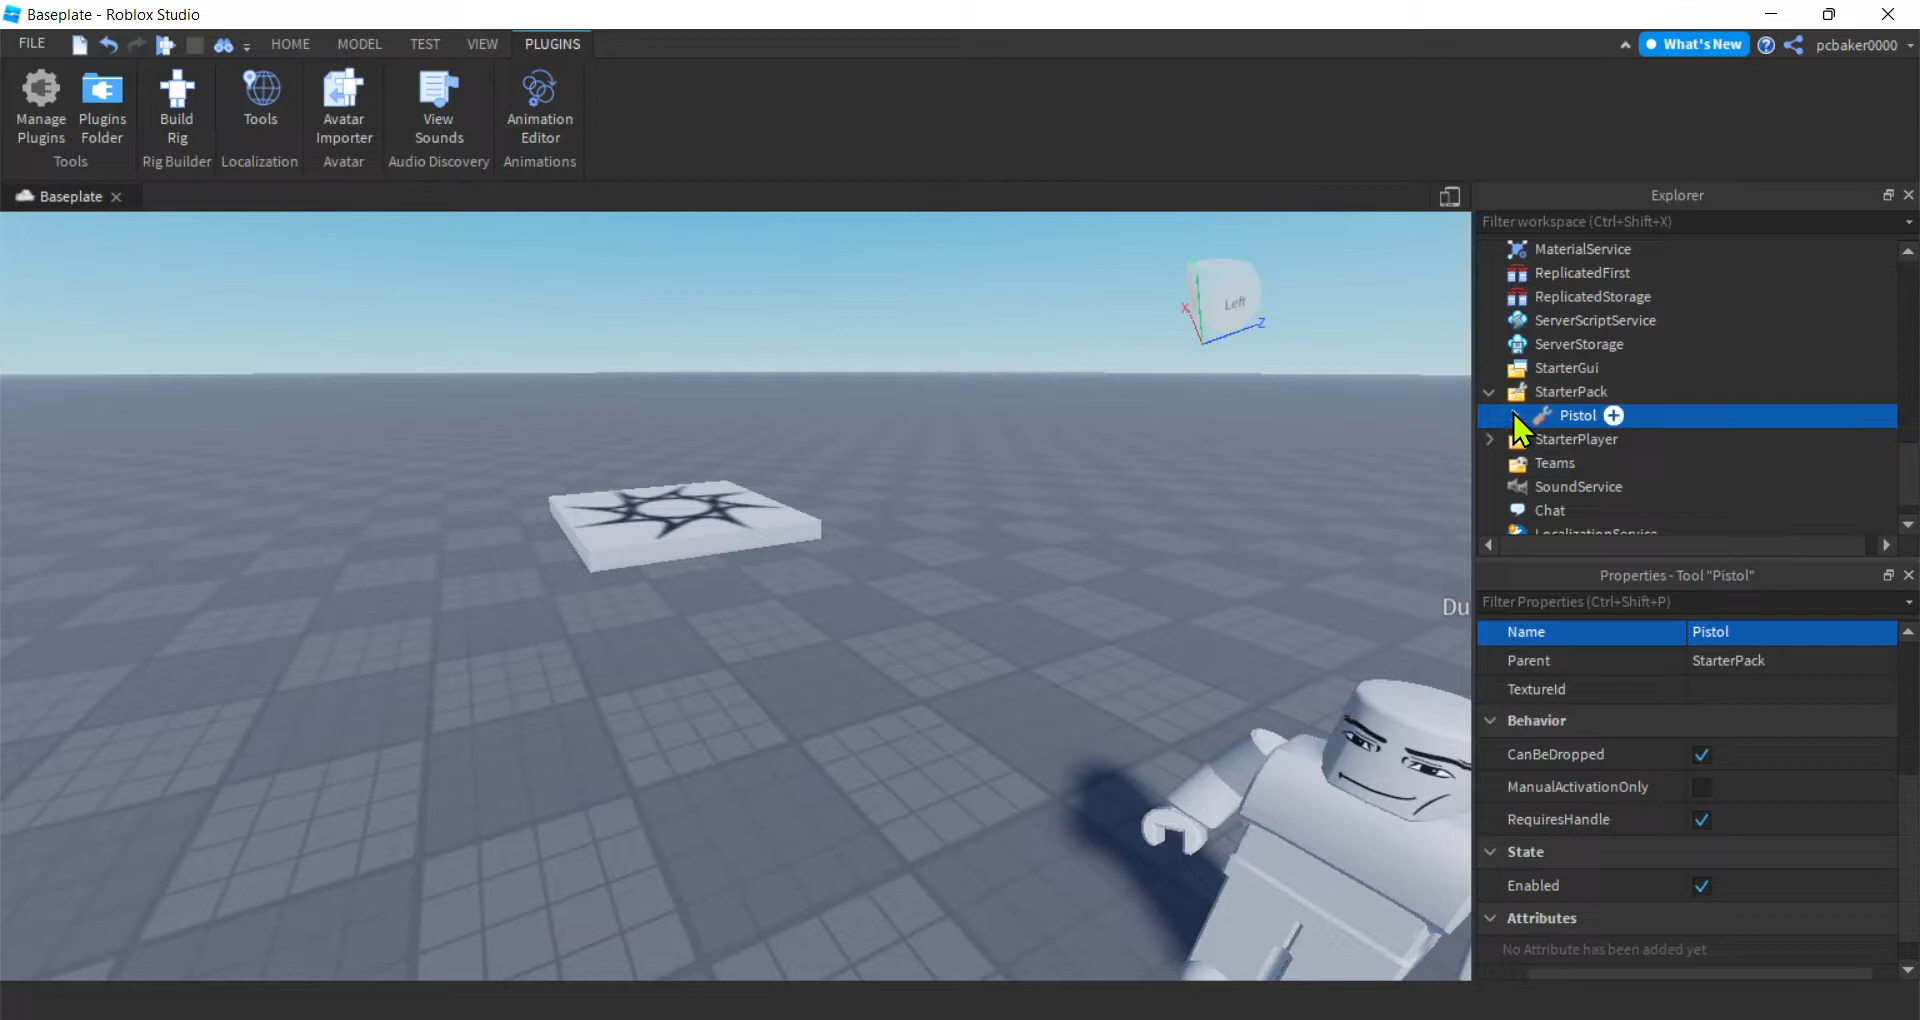 Baseplate - Roblox Studio
FILE HOME MODEL TEST VIEW PLUGINS What's New pcbaker0000
Manage Plugins
Plugins Folder
Build Rig
Tools
Avatar Importer
View Sounds
Animation Editor
Tools Rig Builder Localization Avatar Audio Discovery Animations
Baseplate
Explorer
Filter workspace (Ctrl+Shift+X)
MaterialService
ReplicatedFirst
ReplicatedStorage
ServerScriptService
ServerStorage
StarterGui
StarterPack
Pistol
StarterPlayer
Teams
SoundService
Chat
LocalizationService
Left
X
Z
Du
Properties - Tool "Pistol"
Filter Properties (Ctrl+Shift+P)
Name Pistol
Parent StarterPack
TextureId
Behavior
CanBeDropped
ManualActivationOnly
RequiresHandle
State
Enabled
Attributes
No Attribute has been added yet